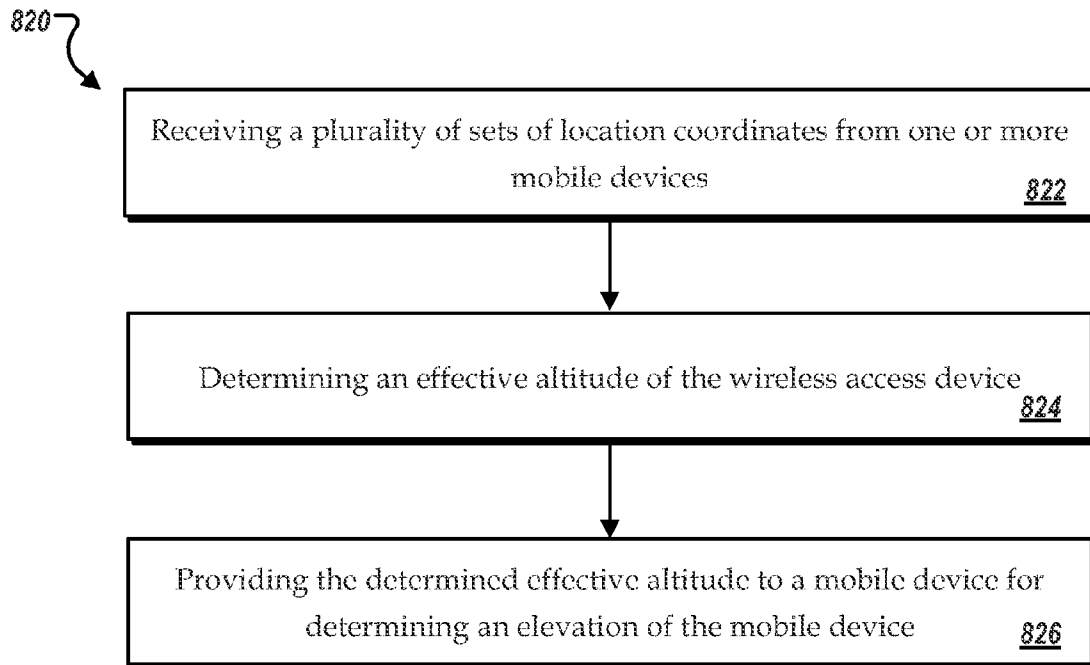 820
Receiving a plurality of sets of location coordinates from one or more
mobile devices
822
Determining an effective altitude of the wireless access device
824
Providing the determined effective altitude to a mobile device for
determining an elevation of the mobile device
826